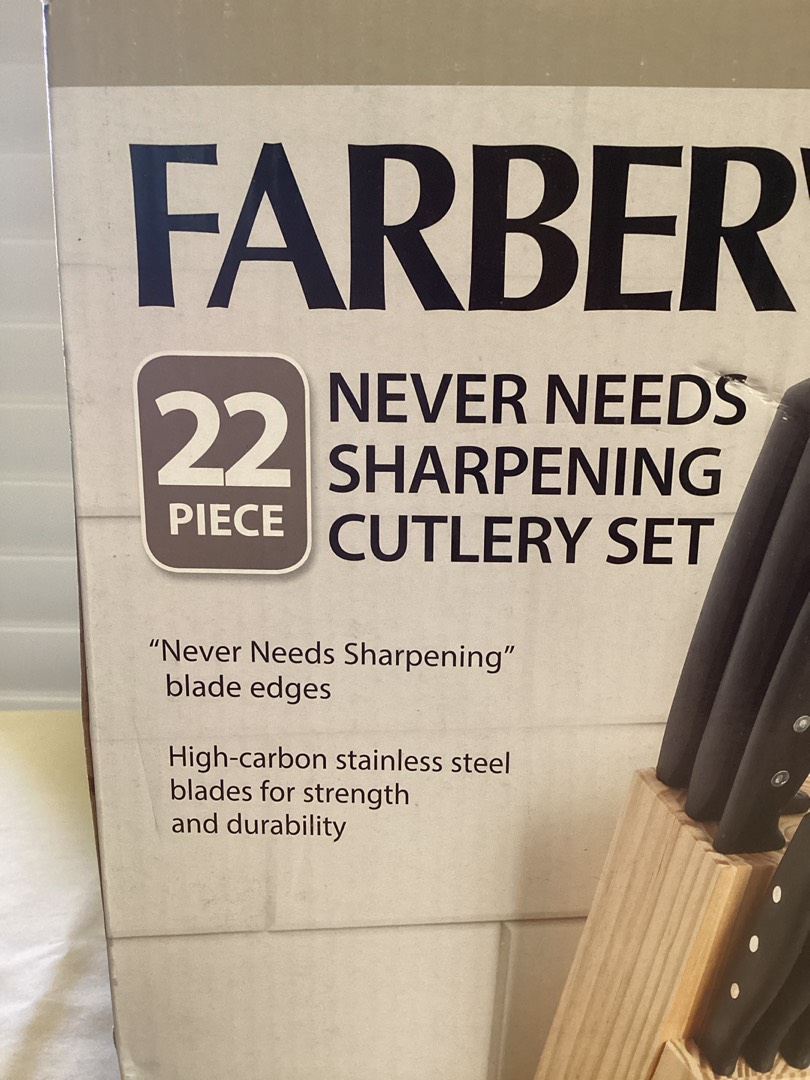 FARBER
22
PIECE
NEVER NEEDS
SHARPENING
CUTLERY SET
“Never Needs Sharpening”
blade edges
High-carbon stainless steel
blades for strength
and durability